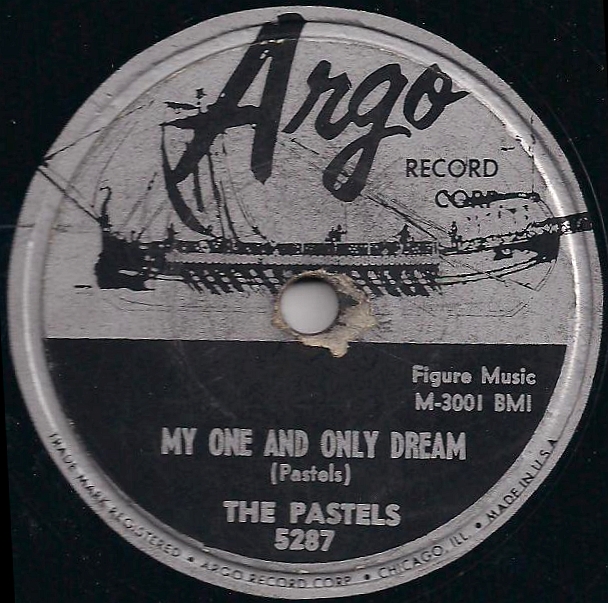 Argo
RECORD
CORP
Figure Music
M-3001 BMI
MY ONE AND ONLY DREAM
(Pastels)
THE PASTELS
5287
TRADE MARK REGISTERED • ARGO RECORD CORP • CHICAGO, ILL. • MADE IN U.S.A